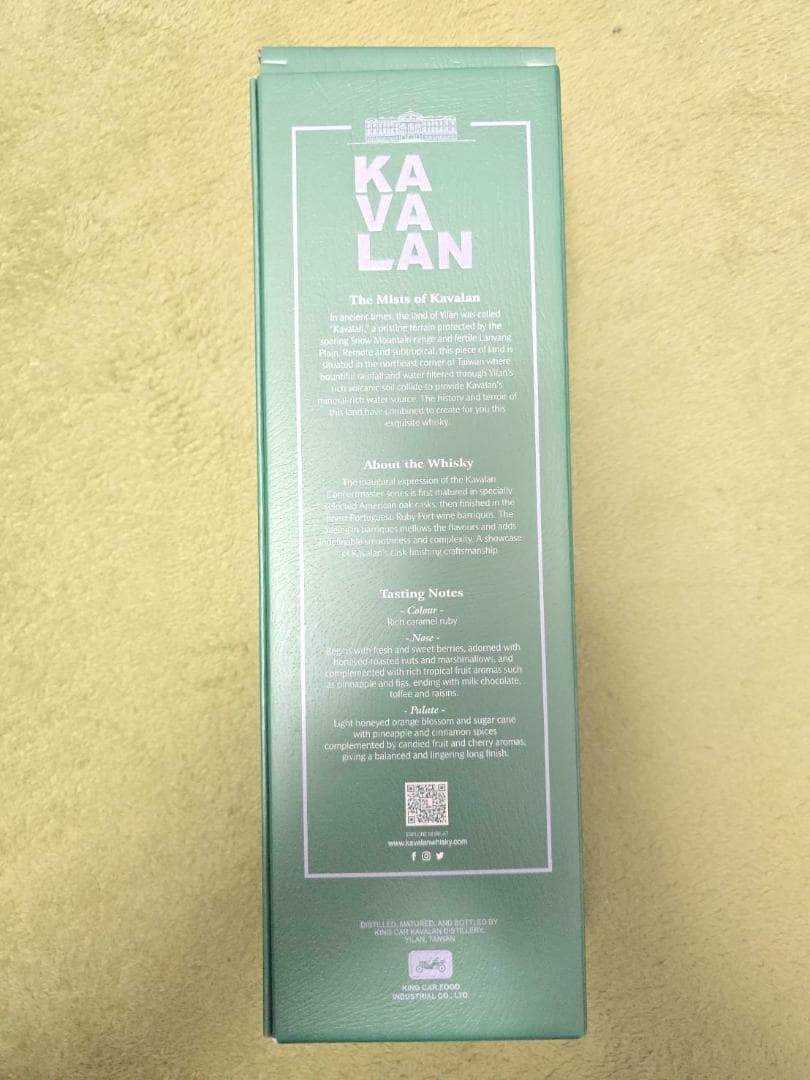 KA
VA
LAN
The Mists of Kavalan
In ancient times, the land of Yilan was called
"Kavalan," a pristine terrain protected by the
soaring Snow Mountain range and fertile Lanyang
Plain. Remote and subtropical, this piece of land is
situated in the northeast corner of Taiwan where
bountiful rainfall and water filtered through Yilan's
rich volcanic soil collide to provide Kavalan's
mineral-rich water source. The history and terroir of
this land have combined to create for you this
exquisite whisky.
About the Whisky
The inaugural expression of the Kavalan
Concertmaster series is first matured in specially
selected American oak casks, then finished in the
finest Portuguese Ruby Port wine barriques. The
barriques mellows the flavours and adds
indefinable smoothness and complexity. A showcase
of Kavalan's cask-finishing craftsmanship.
Tasting Notes
- Colour -
Rich caramel ruby
- Nose -
Begins with fresh and sweet berries, adorned with
honeyed-roasted nuts and marshmallows, and
complemented with rich tropical fruit aromas such
as pineapple and figs, ending with milk chocolate,
toffee and raisins.
- Palate -
Light honeyed orange blossom and sugar cane
with pineapple and cinnamon spices
complemented by candied fruit and cherry aromas,
giving a balanced and lingering long finish.
EXPLORE MORE AT
www.kavalanwhisky.com
DISTILLED, MATURED, AND BOTTLED BY
KING CAR KAVALAN DISTILLERY,
YILAN, TAIWAN
KING CAR FOOD
INDUSTRIAL CO., LTD.